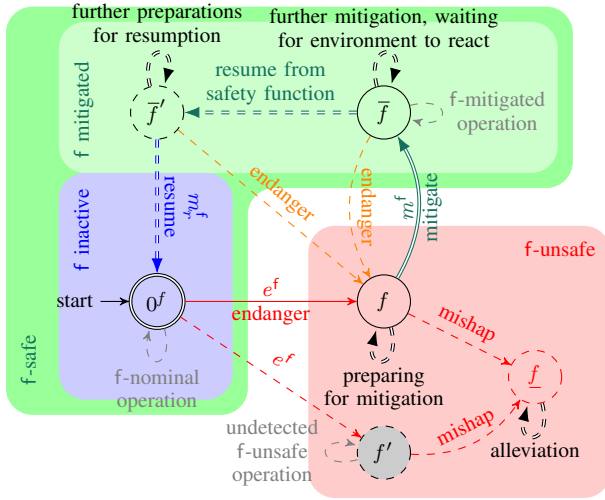 further preparations
for resumption
further mitigation, waiting
for environment to react
f mitigated
f̅′
resume from
safety function
f̅
f-mitigated
operation
endanger
endanger
m^f
mitigate
m_r^f
resume
f inactive
f-safe
f-unsafe
start
0^f
e^f
endanger
f
mishap
f-nominal
operation
e^f
preparing
for mitigation
f̲
undetected
f-unsafe
operation
f′
mishap
alleviation